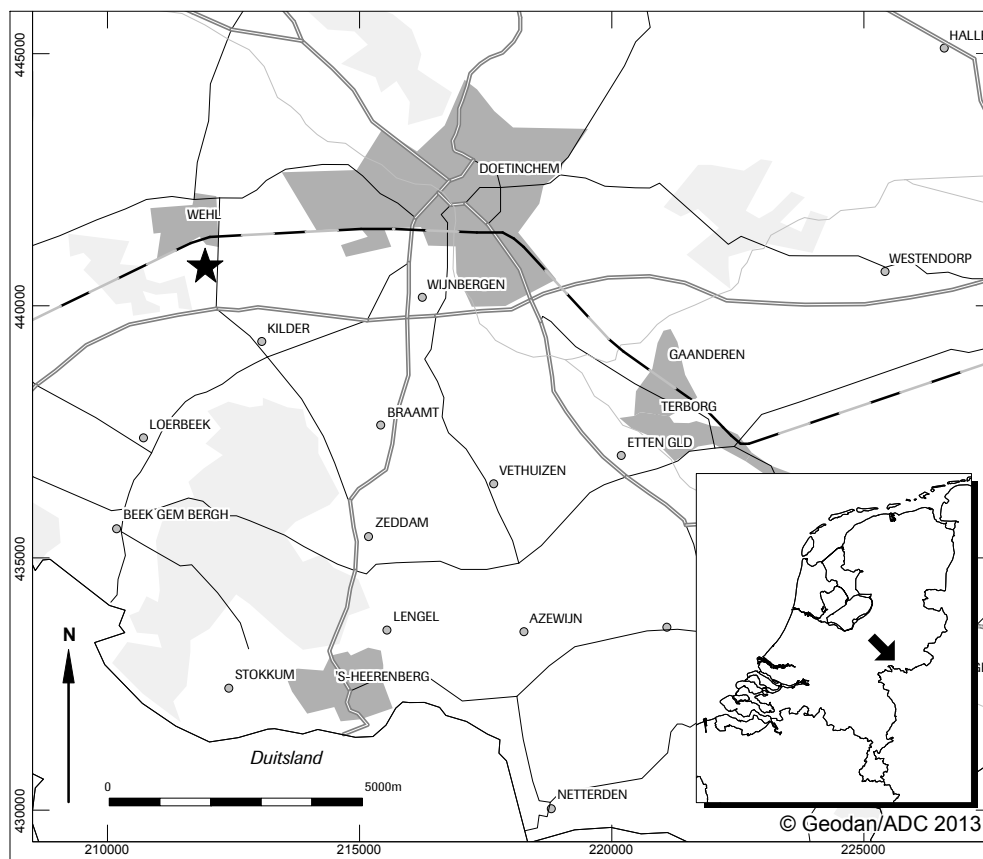 445000
440000
435000
430000
HALLE
DOETINCHEM
WEHL
WESTENDORP
WIJNBERGEN
KILDER
GAANDEREN
TERBORG
BRAAMT
LOERBEEK
ETTEN GLD
VETHUIZEN
BEEK GEM BERGH
ZEDDAM
LENGEL
AZEWIJN
N
STOKKUM
'S-HEERENBERG
Duitsland
0
5000m
NETTERDEN
© Geodan/ADC 2013
210000
215000
220000
225000